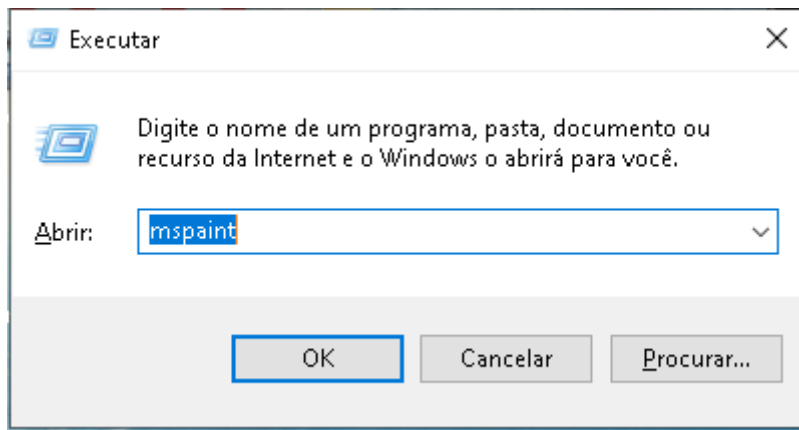 Executar
Digite o nome de um programa, pasta, documento ou
recurso da Internet e o Windows o abrirá para você.
Abrir: mspaint
OK Cancelar Procurar...